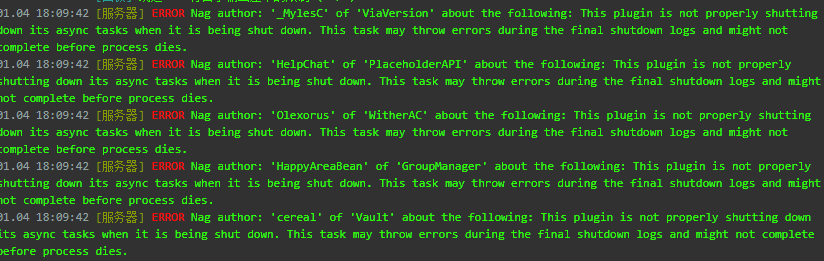 01.04 18:09:42 [服务器] ERROR Nag author: '_MylesC' of 'ViaVersion' about the following: This plugin is not properly shutting
down its async tasks when it is being shut down. This task may throw errors during the final shutdown logs and might not
complete before process dies.
01.04 18:09:42 [服务器] ERROR Nag author: 'HelpChat' of 'PlaceholderAPI' about the following: This plugin is not properly
shutting down its async tasks when it is being shut down. This task may throw errors during the final shutdown logs and might
not complete before process dies.
01.04 18:09:42 [服务器] ERROR Nag author: 'Olexorus' of 'WitherAC' about the following: This plugin is not properly shutting
down its async tasks when it is being shut down. This task may throw errors during the final shutdown logs and might not
complete before process dies.
01.04 18:09:42 [服务器] ERROR Nag author: 'HappyAreaBean' of 'GroupManager' about the following: This plugin is not properly
shutting down its async tasks when it is being shut down. This task may throw errors during the final shutdown logs and might
not complete before process dies.
01.04 18:09:42 [服务器] ERROR Nag author: 'cereal' of 'Vault' about the following: This plugin is not properly shutting down
its async tasks when it is being shut down. This task may throw errors during the final shutdown logs and might not complete
before process dies.